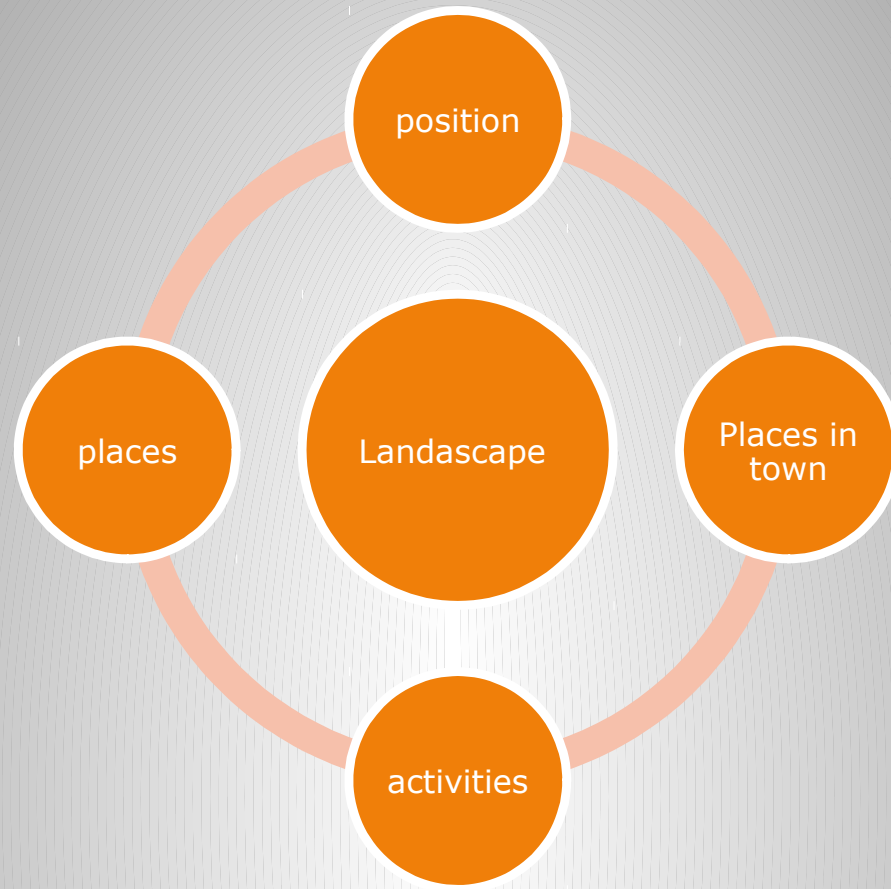 position
places
Landascape
Places in
town
activities